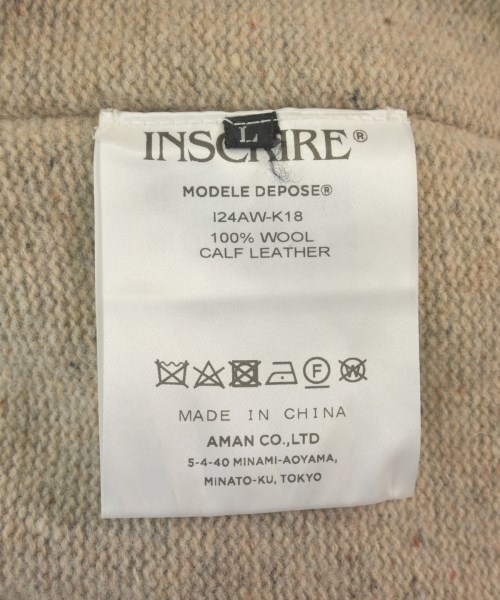 L
INSCRIRE®
MODELE DEPOSE®
I24AW-K18
100% WOOL
CALF LEATHER
MADE IN CHINA
AMAN CO.,LTD
5-4-40 MINAMI-AOYAMA,
MINATO-KU, TOKYO